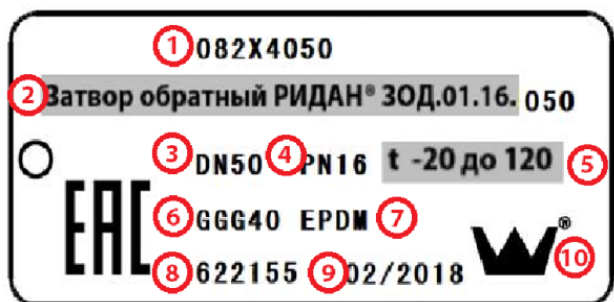 1 082X4050
2 Затвор обратный РИДАН® ЗОД.01.16. 050
3 DN50 4 PN16 t -20 до 120 5
EAC 6 GGG40 EPDM 7
® 10
8 622155 9 02/2018